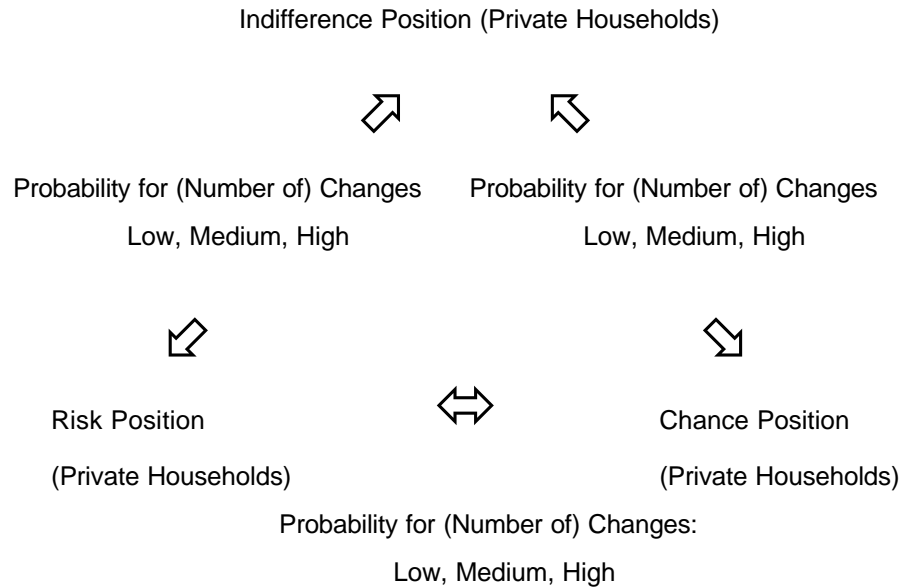 Indifference Position (Private Households)
Probability for (Number of) Changes
Low, Medium, High
Probability for (Number of) Changes
Low, Medium, High
Risk Position
(Private Households)
Chance Position
(Private Households)
Probability for (Number of) Changes:
Low, Medium, High